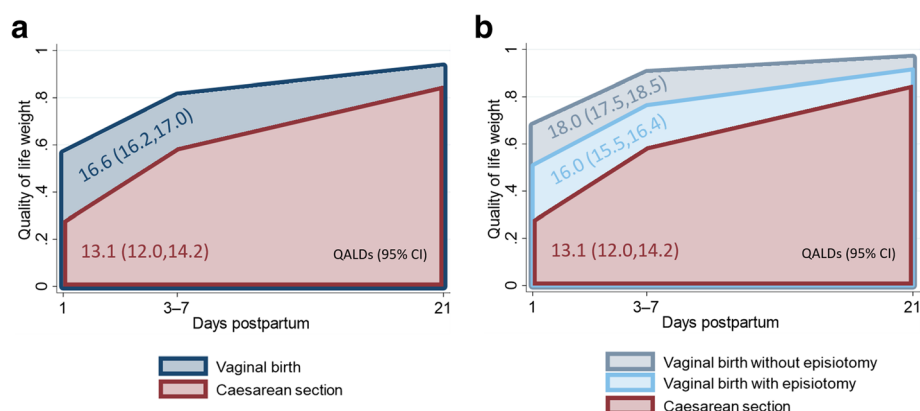 a
Quality of life weight
1
.8
.6
.4
.2
0
16.6 (16.2,17.0)
13.1 (12.0,14.2)
QALDs (95% CI)
1
3–7
21
Days postpartum
Vaginal birth
Caesarean section
b
Quality of life weight
1
.8
.6
.4
.2
0
18.0 (17.5,18.5)
16.0 (15.5,16.4)
13.1 (12.0,14.2)
QALDs (95% CI)
1
3–7
21
Days postpartum
Vaginal birth without episiotomy
Vaginal birth with episiotomy
Caesarean section